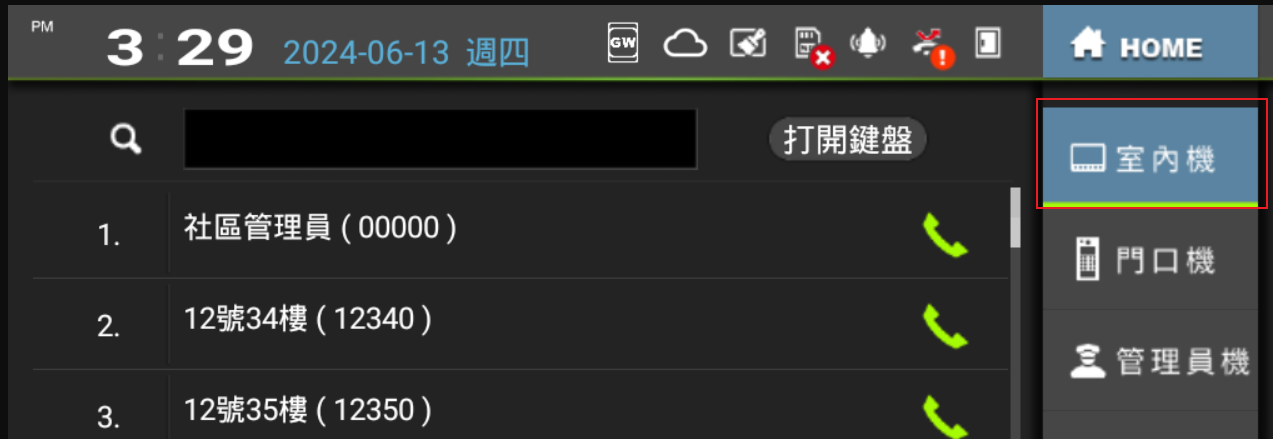 PM 3:29 2024-06-13 週四 GW HOME
打開鍵盤
室內機
1. 社區管理員 ( 00000 )
門口機
2. 12號34樓 ( 12340 )
管理員機
3. 12號35樓 ( 12350 )